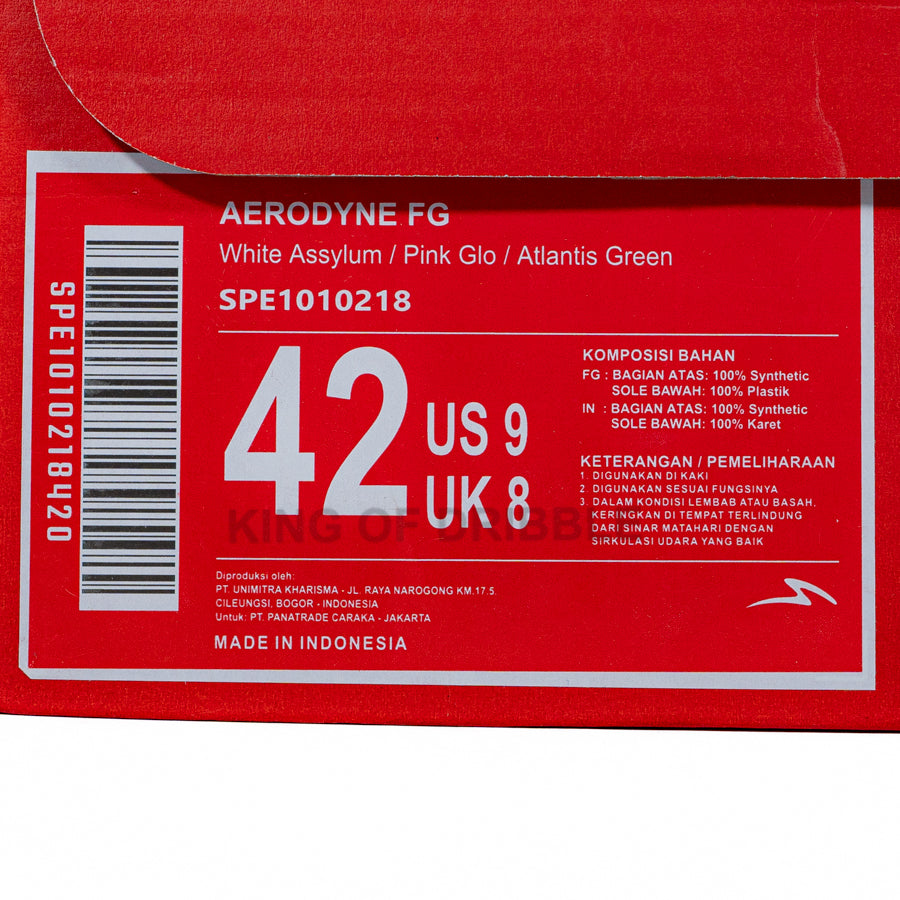 AERODYNE FG
White Assylum / Pink Glo / Atlantis Green
SPE1010218
SPE1010218420
42
US 9
UK 8
KOMPOSISI BAHAN
FG : BAGIAN ATAS: 100% Synthetic
SOLE BAWAH: 100% Plastik
IN : BAGIAN ATAS: 100% Synthetic
SOLE BAWAH: 100% Karet
KETERANGAN / PEMELIHARAAN
1. DIGUNAKAN DI KAKI
2. DIGUNAKAN SESUAI FUNGSINYA
3. DALAM KONDISI LEMBAB ATAU BASAH,
KERINGKAN DI TEMPAT TERLINDUNG
DARI SINAR MATAHARI DENGAN
SIRKULASI UDARA YANG BAIK
KING OF DRIBB
Diproduksi oleh:
PT. UNIMITRA KHARISMA - JL. RAYA NAROGONG KM.17.5.
CILEUNGSI, BOGOR - INDONESIA
Untuk: PT. PANATRADE CARAKA - JAKARTA
MADE IN INDONESIA